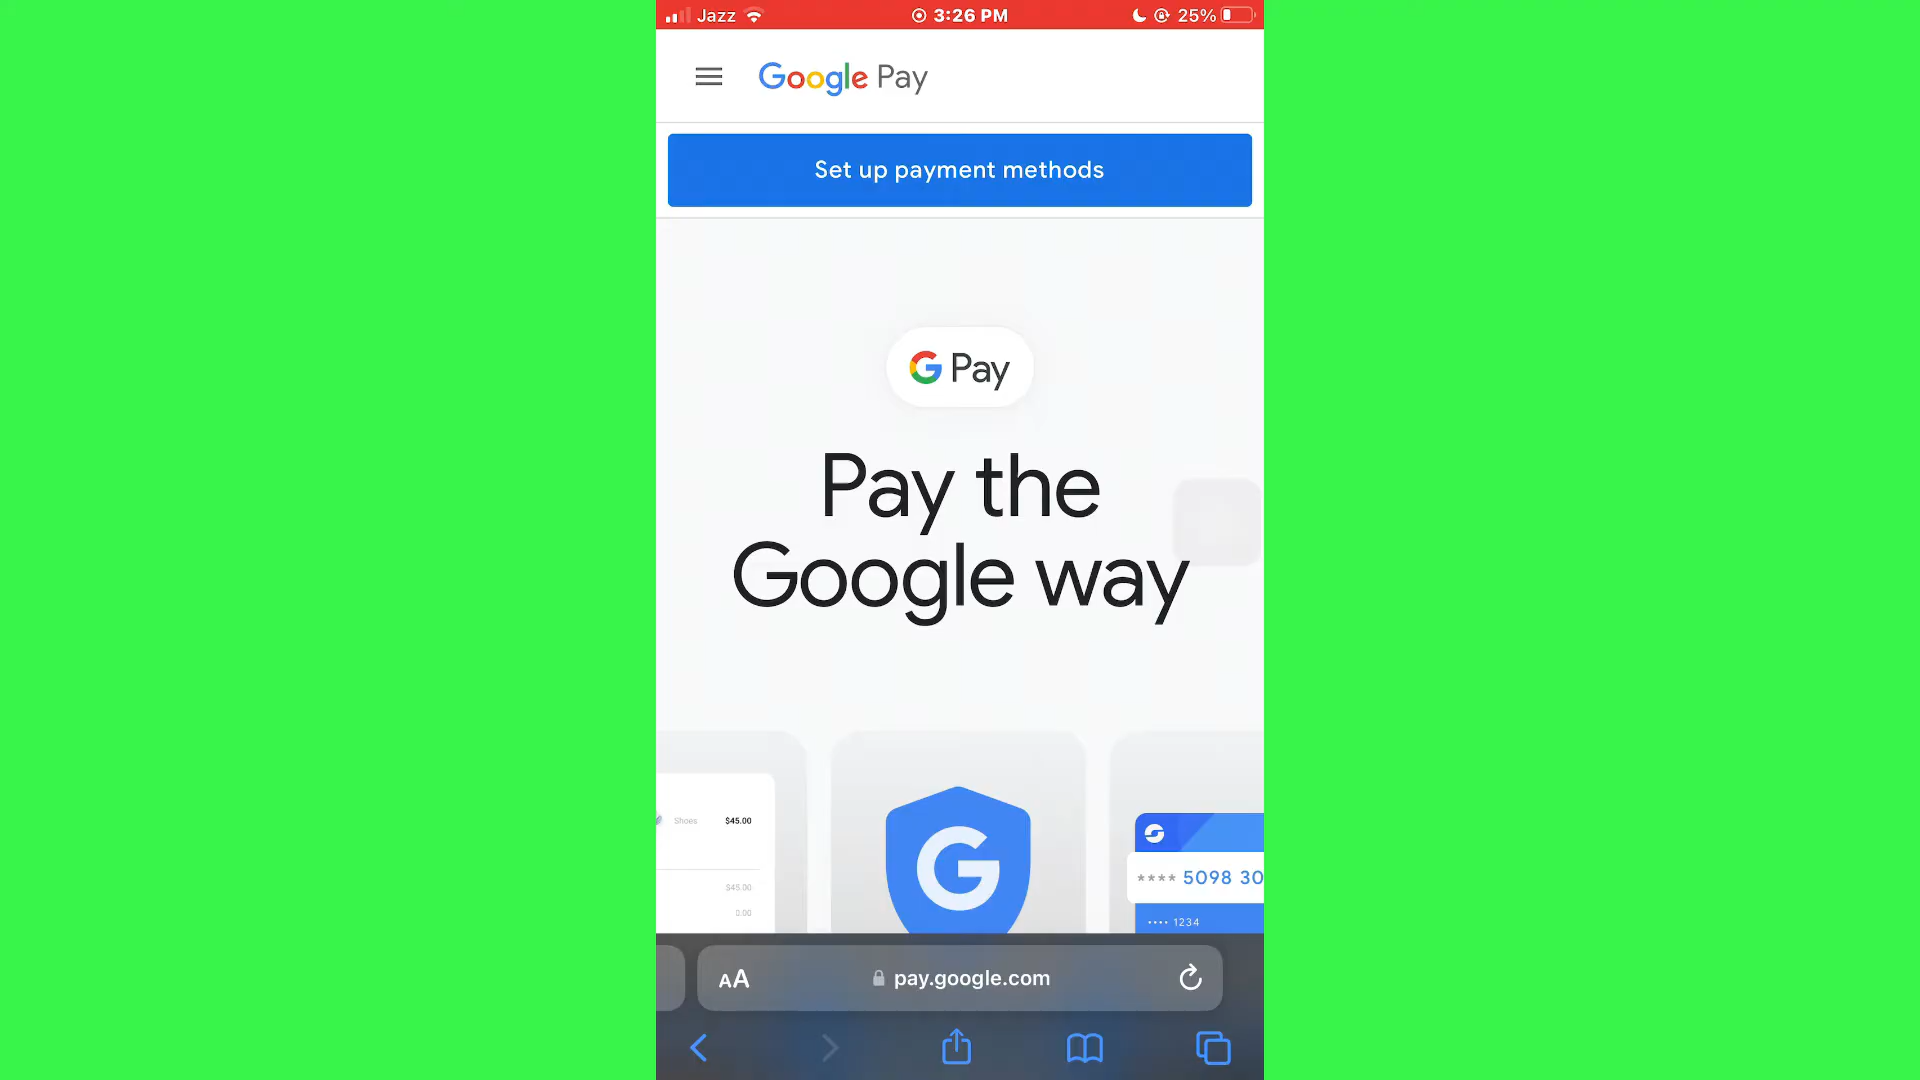 Jazz 3:26 PM 25%
Google Pay
Set up payment methods
G Pay
Pay the
Google way
Shoes $45.00
$45.00
0.00
G
**** 5098 30
•••• 1234
AA pay.google.com